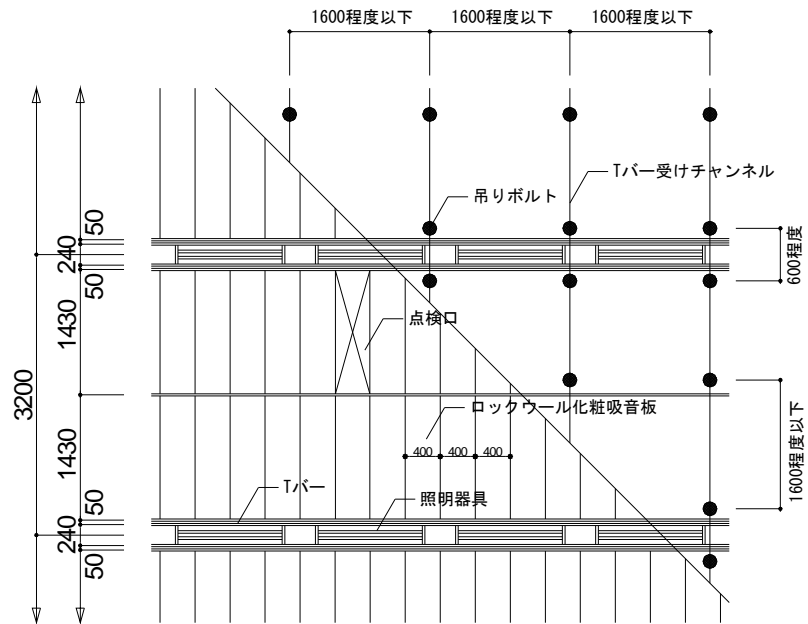 1600程度以下
1600程度以下
1600程度以下
Tバー受けチャンネル
吊りボルト
50
240
50
600程度
1430
点検口
3200
ロックウール化粧吸音板
1430
400
400
400
1600程度以下
Tバー
照明器具
50
240
50